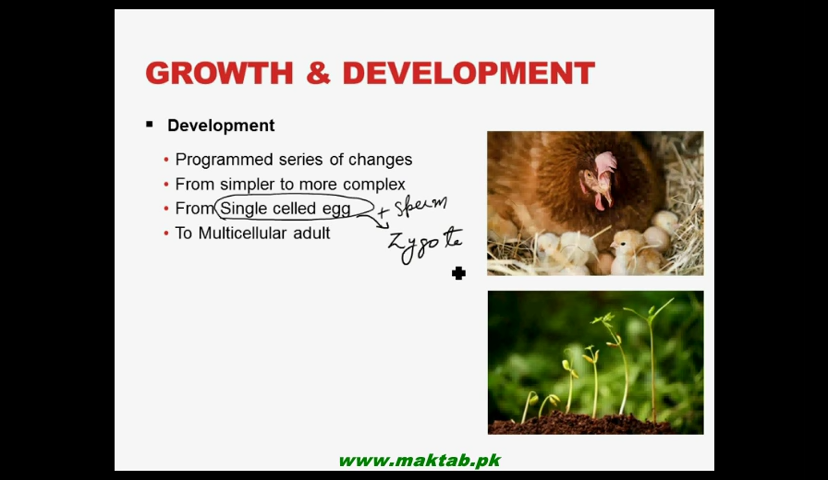 GROWTH & DEVELOPMENT
▪ Development
• Programmed series of changes
• From simpler to more complex
• From Single celled egg + Sperm
Zygote
• To Multicellular adult
www.maktab.pk